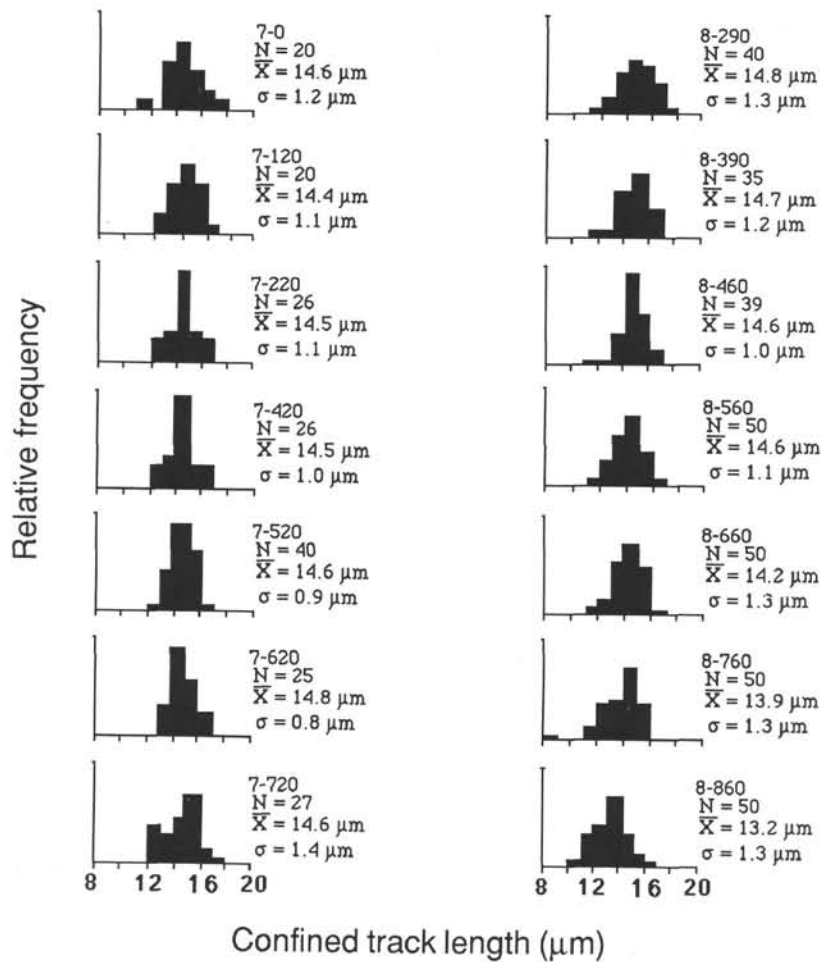 Relative frequency
7-0
N = 20
X̅ = 14.6 µm
σ = 1.2 µm
7-120
N = 20
X̅ = 14.4 µm
σ = 1.1 µm
7-220
N = 26
X̅ = 14.5 µm
σ = 1.1 µm
7-420
N = 26
X̅ = 14.5 µm
σ = 1.0 µm
7-520
N = 40
X̅ = 14.6 µm
σ = 0.9 µm
7-620
N = 25
X̅ = 14.8 µm
σ = 0.8 µm
7-720
N = 27
X̅ = 14.6 µm
σ = 1.4 µm
8 12 16 20
8-290
N = 40
X̅ = 14.8 µm
σ = 1.3 µm
8-390
N = 35
X̅ = 14.7 µm
σ = 1.2 µm
8-460
N = 39
X̅ = 14.6 µm
σ = 1.0 µm
8-560
N = 50
X̅ = 14.6 µm
σ = 1.1 µm
8-660
N = 50
X̅ = 14.2 µm
σ = 1.3 µm
8-760
N = 50
X̅ = 13.9 µm
σ = 1.3 µm
8-860
N = 50
X̅ = 13.2 µm
σ = 1.3 µm
8 12 16 20
Confined track length (µm)